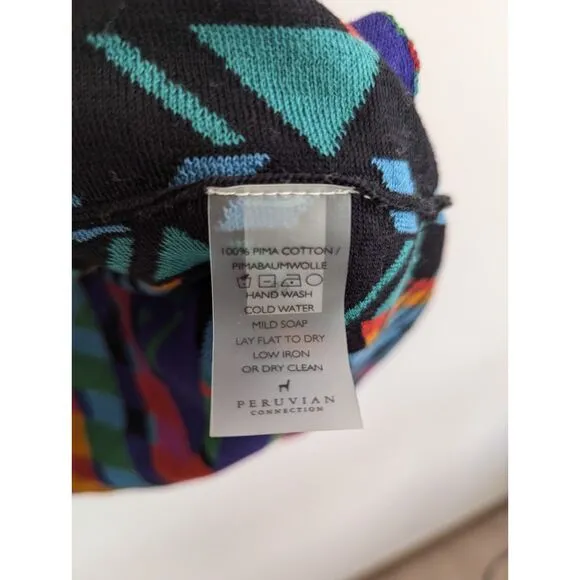 100% PIMA COTTON /
PIMABAUMWOLLE
HAND WASH
COLD WATER
MILD SOAP
LAY FLAT TO DRY
LOW IRON
OR DRY CLEAN
PERUVIAN
CONNECTION